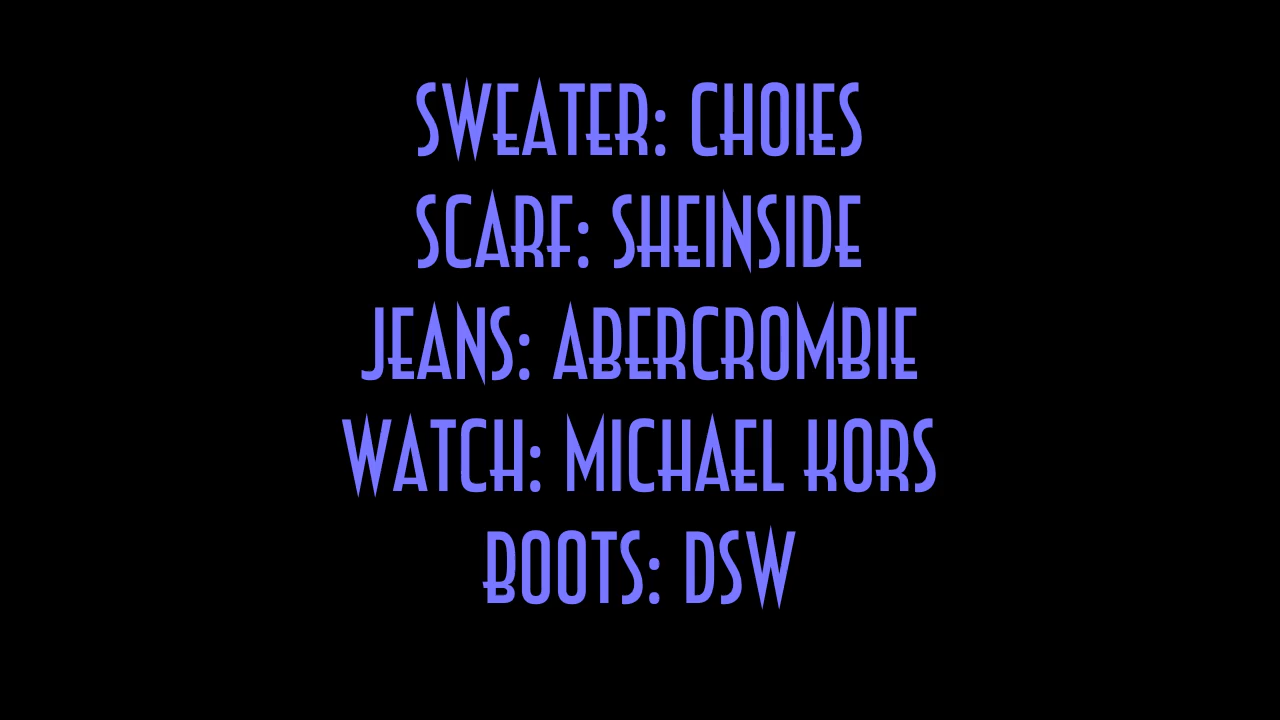 SWEATER: CHOIES
SCARF: SHEINSIDE
JEANS: ABERCROMBIE
WATCH: MICHAEL KORS
BOOTS: DSW